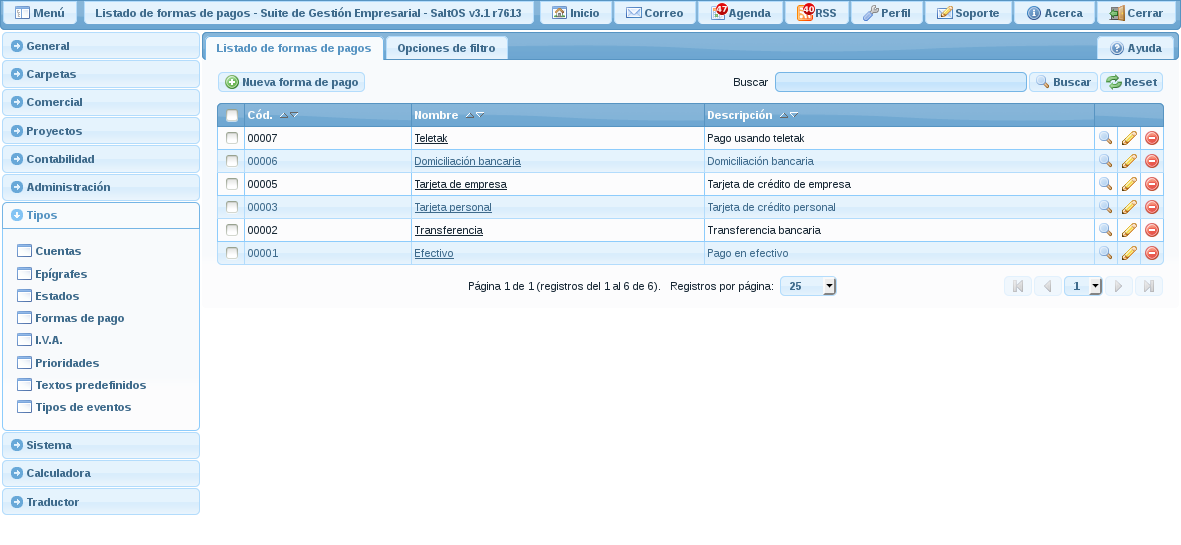 Menú Listado de formas de pagos - Suite de Gestión Empresarial - SaltOS v3.1 r7613 Inicio Correo 47 Agenda 40 RSS Perfil Soporte Acerca Cerrar
General
Carpetas
Comercial
Proyectos
Contabilidad
Administración
Tipos
Cuentas
Epígrafes
Estados
Formas de pago
I.V.A.
Prioridades
Textos predefinidos
Tipos de eventos
Sistema
Calculadora
Traductor
Listado de formas de pagos Opciones de filtro Ayuda
Nueva forma de pago Buscar Buscar Reset
Cód. Nombre Descripción
00007 Teletak Pago usando teletak
00006 Domiciliación bancaria Domiciliación bancaria
00005 Tarjeta de empresa Tarjeta de crédito de empresa
00003 Tarjeta personal Tarjeta de crédito personal
00002 Transferencia Transferencia bancaria
00001 Efectivo Pago en efectivo
Página 1 de 1 (registros del 1 al 6 de 6). Registros por página: 25 1